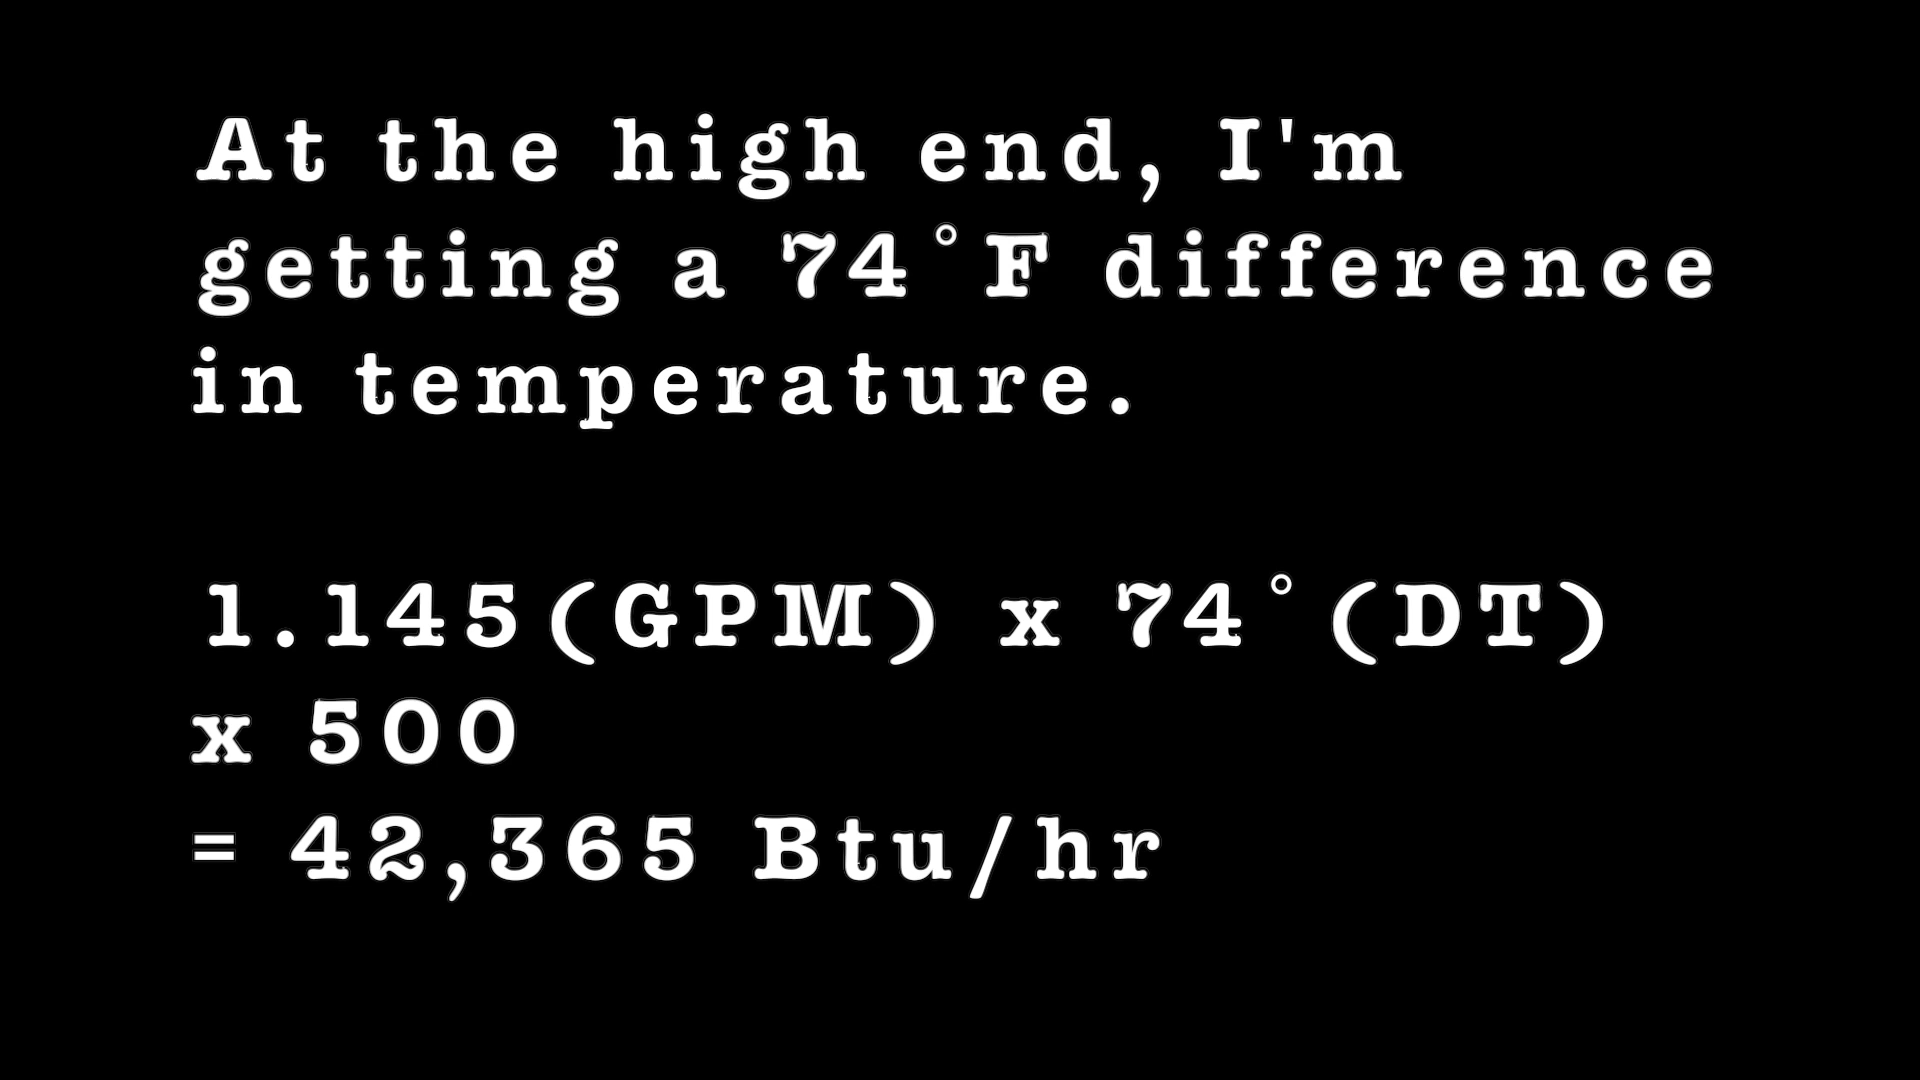 At the high end, I'm
getting a 74°F difference
in temperature.
1.145(GPM) x 74°(DT)
x 500
= 42,365 Btu/hr